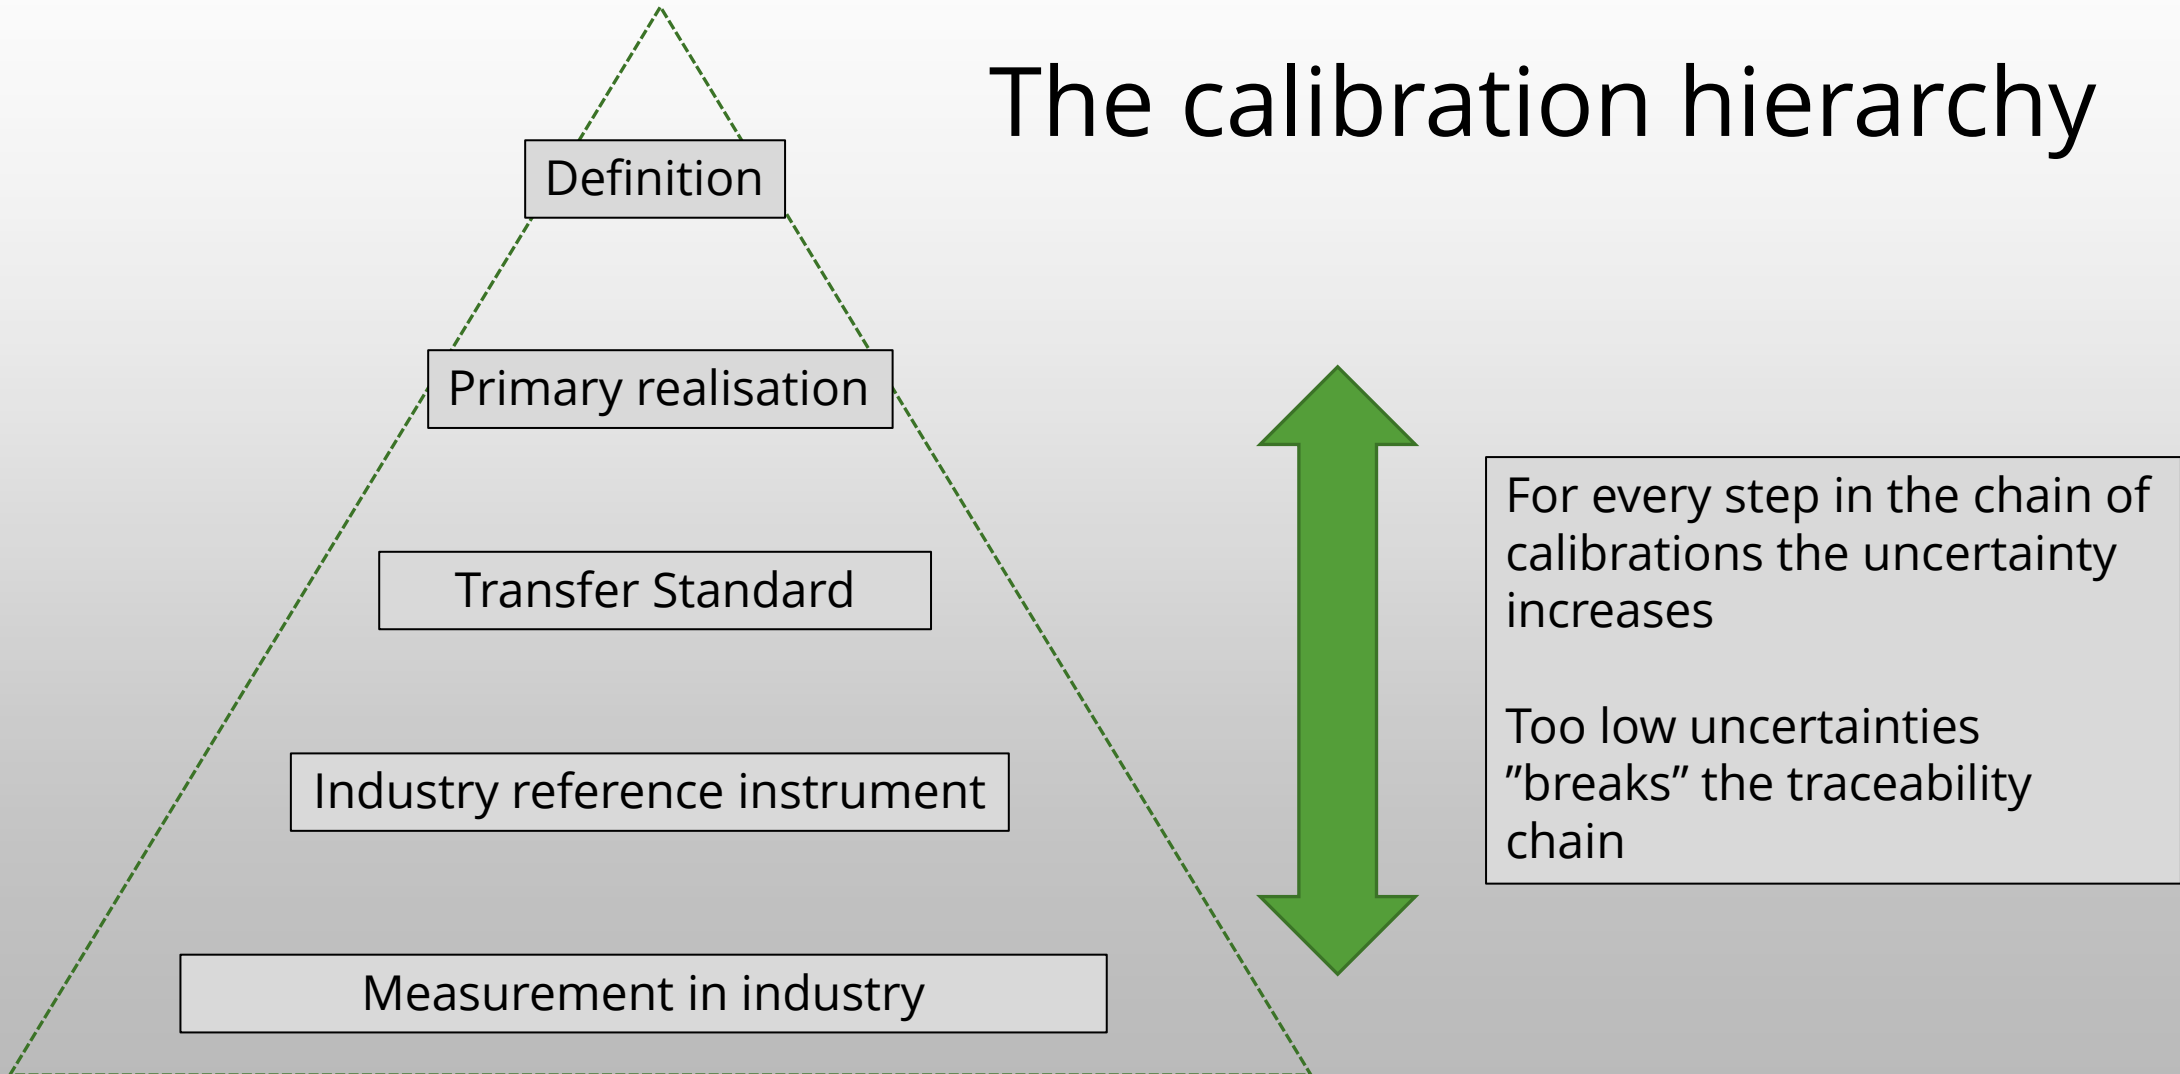 The calibration hierarchy
Definition
Primary realisation
Transfer Standard
Industry reference instrument
Measurement in industry
For every step in the chain of
calibrations the uncertainty
increases
Too low uncertainties
”breaks” the traceability
chain